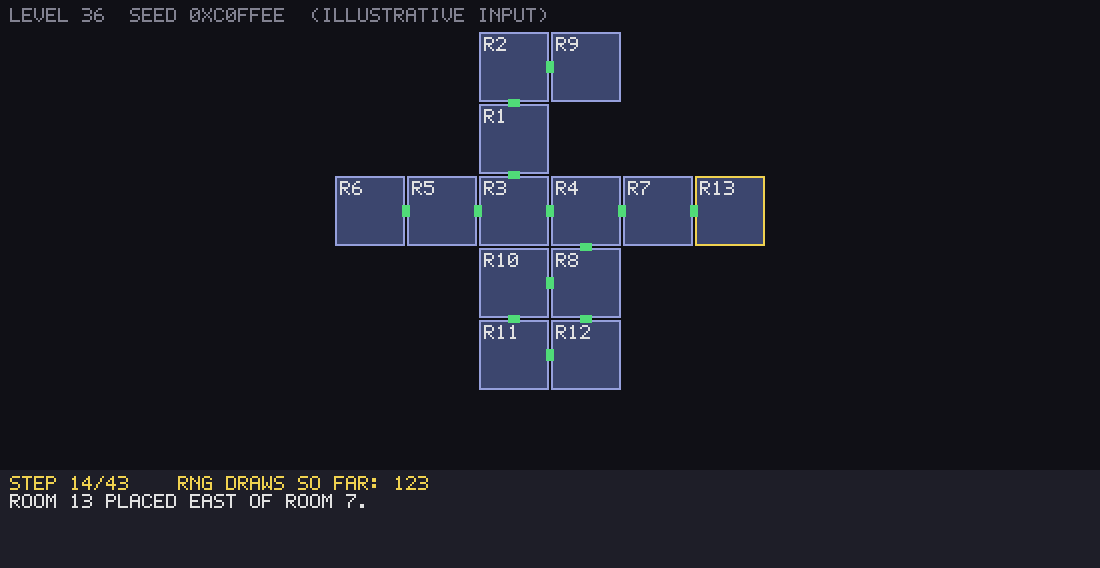 LEVEL 36  SEED 0XC0FFEE  (ILLUSTRATIVE INPUT)
R2 R9
R1
R6 R5 R3 R4 R7 R13
R10 R8
R11 R12
STEP 14/43    RNG DRAWS SO FAR: 123
ROOM 13 PLACED EAST OF ROOM 7.